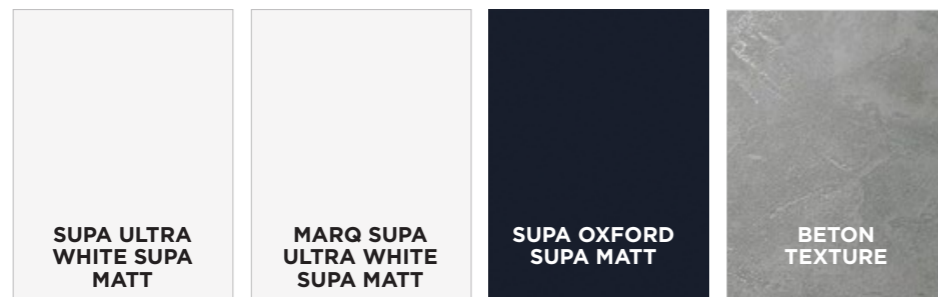 SUPA ULTRA
WHITE SUPA
MATT
MARQ SUPA
ULTRA WHITE
SUPA MATT
SUPA OXFORD
SUPA MATT
BETON
TEXTURE